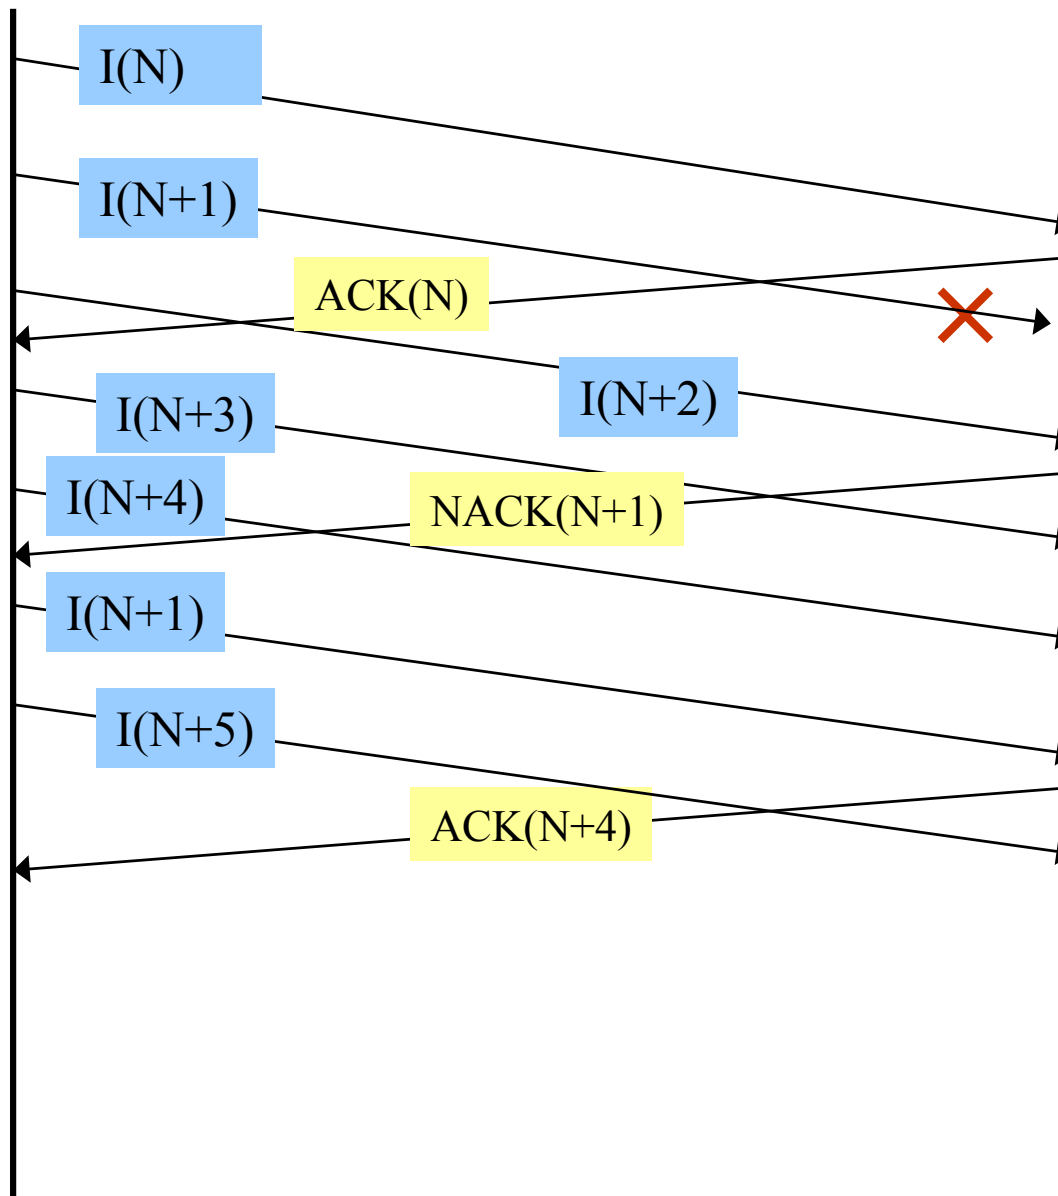 I(N)
I(N+1)
ACK(N)
I(N+2)
I(N+3)
I(N+4)
NACK(N+1)
I(N+1)
I(N+5)
ACK(N+4)